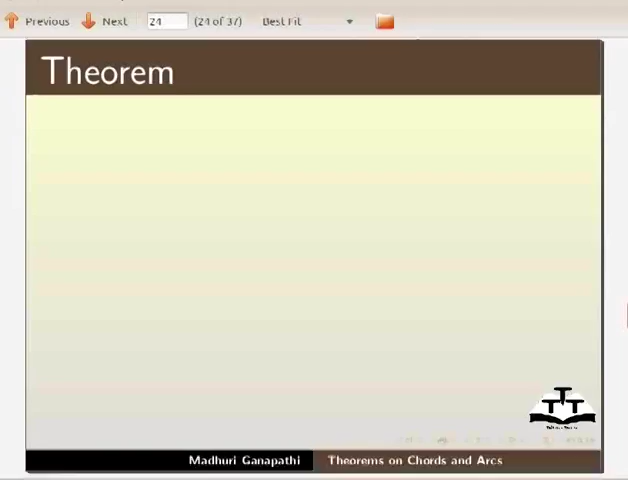 Previous Next 24 (24 of 37) Best Fit
Theorem
Madhuri Ganapathi Theorems on Chords and Arcs